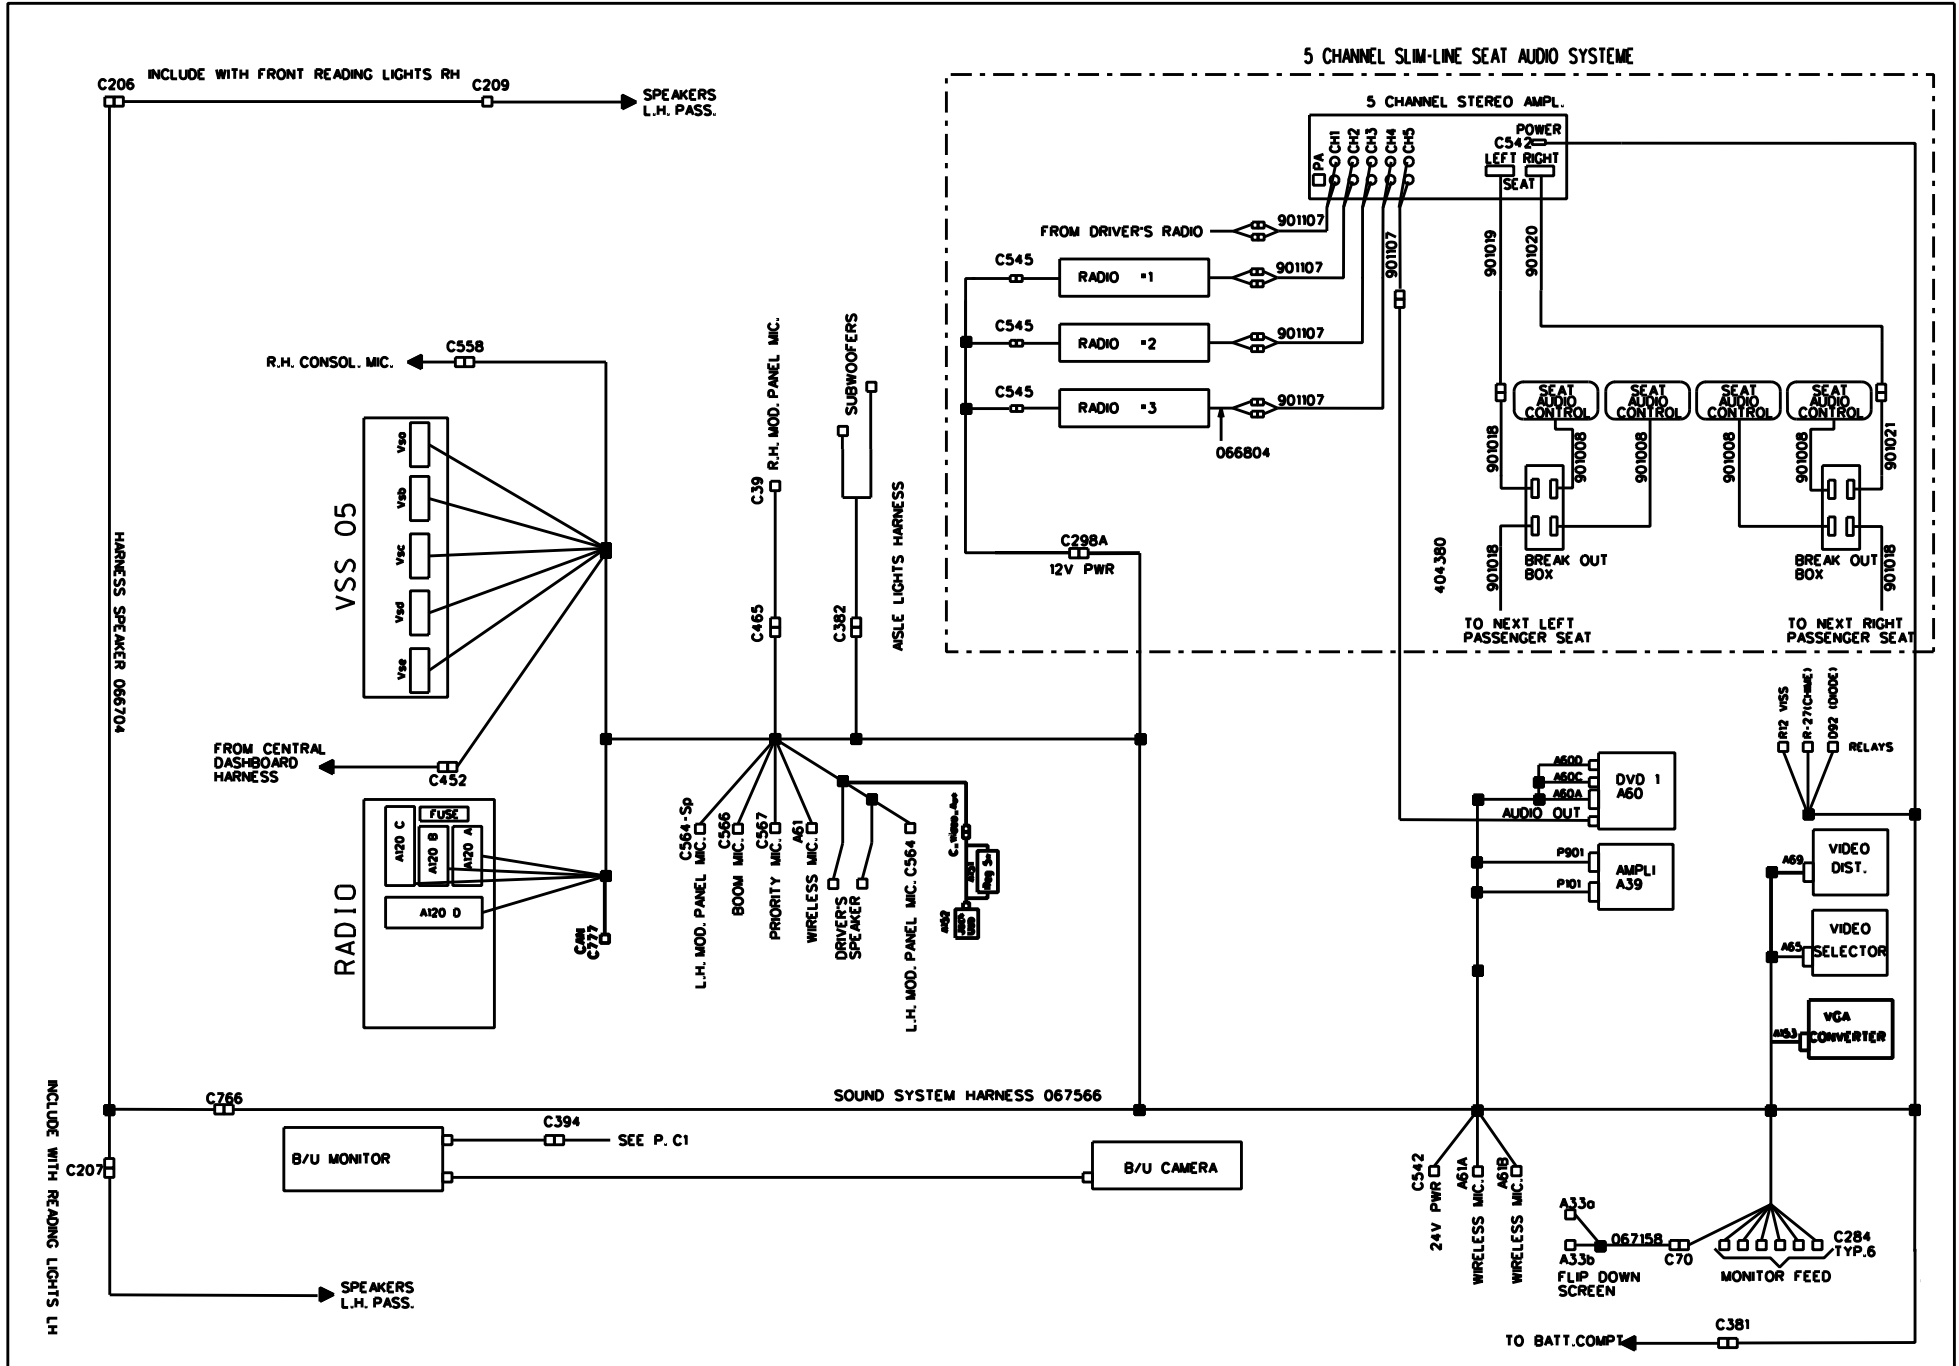 5 CHANNEL SLIM-LINE SEAT AUDIO SYSTEME
C206
INCLUDE WITH FRONT READING LIGHTS RH
C209
SPEAKERS
L.H. PASS.
5 CHANNEL STEREO AMPL.
PA
CH1
CH2
CH3
CH4
CH5
POWER
C542
LEFT RIGHT
SEAT
FROM DRIVER'S RADIO
901107
C545
RADIO
1
901107
C545
RADIO
2
901107
C545
RADIO
3
901107
066804
901107
901019
901020
SEAT
AUDIO
CONTROL
SEAT
AUDIO
CONTROL
SEAT
AUDIO
CONTROL
SEAT
AUDIO
CONTROL
901018
901008
901008
901008
901008
901021
BREAK OUT
BOX
BREAK OUT
BOX
404380
901018
901018
TO NEXT LEFT
PASSENGER SEAT
TO NEXT RIGHT
PASSENGER SEAT
C298A
12V PWR
R.H. CONSOL. MIC.
C558
VSS 05
Vsa
Vsb
Vsc
Vsd
Vse
R.H. MOD. PANEL MIC.
C39
C465
SUBWOOFERS
C382
AISLE LIGHTS HARNESS
HARNESS SPEAKER 066704
FROM CENTRAL
DASHBOARD
HARNESS
C452
RADIO
A120 C
FUSE
A120 B
A120 A
A120 D
CAN
C777
C564-Sp
L.H. MOD. PANEL MIC.
C566
BOOM MIC.
C567
PRIORITY MIC.
A61
WIRELESS MIC.
DRIVER'S
SPEAKER
L.H. MOD. PANEL MIC. C564
A152
R12 VISS
R-27(CHIME)
D92 (DIODE)
RELAYS
A60D
A60C
A60A
AUDIO OUT
DVD 1
A60
P901
P101
AMPLI
A39
A69
VIDEO
DIST.
A65
VIDEO
SELECTOR
A153
VGA
CONVERTER
SOUND SYSTEM HARNESS 067566
C766
C394
SEE P. C1
B/U MONITOR
B/U CAMERA
C207
INCLUDE WITH READING LIGHTS LH
SPEAKERS
L.H. PASS.
C542
24V PWR
A61A
WIRELESS MIC.
A61B
WIRELESS MIC.
A33a
A33b
067158
C70
FLIP DOWN
SCREEN
C284
TYP.6
MONITOR FEED
C381
TO BATT.COMPT